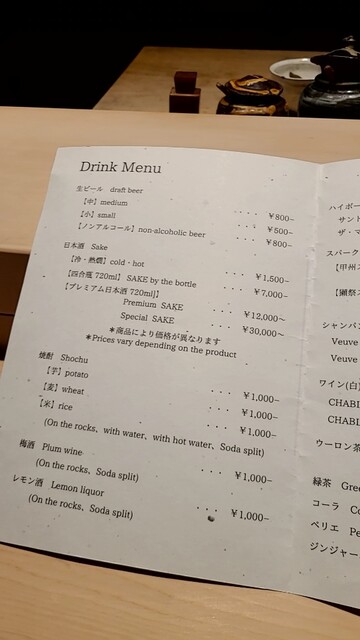 Drink Menu
生ビール draft beer
【中】medium ････ ¥800−
【小】small ･･･ ¥500−
【ノンアルコール】non-alcoholic beer ･･･ ¥800−
日本酒 Sake
【冷・熱燗】cold・hot ････ ¥1,500−
【四合瓶 720ml】 SAKE by the bottle ････ ¥7,000−
【プレミアム日本酒 720ml】
Premium SAKE ･･･ ¥12,000〜
Special SAKE ･･･ ¥30,000〜
＊商品により価格が異なります
＊Prices vary depending on the product
焼酎 Shochu
【芋】potato ･･･ ¥1,000−
【麦】wheat ･･･ ¥1,000−
【米】rice ･･･ ¥1,000−
(On the rocks、with water、with hot water、Soda split)
梅酒 Plum wine ････ ¥1,000−
(On the rocks、Soda split)
レモン酒 Lemon liquor ･･･ ¥1,000−
(On the rocks、Soda split)
ハイボー
サント
ザ・マ
スパーク
【甲州ス
【獺祭ス
シャンパ
Veuve
Veuve
ワイン(白)
CHABL
CHABL
ウーロン茶
緑茶 Gree
コーラ Co
ペリエ Pe
ジンジャー